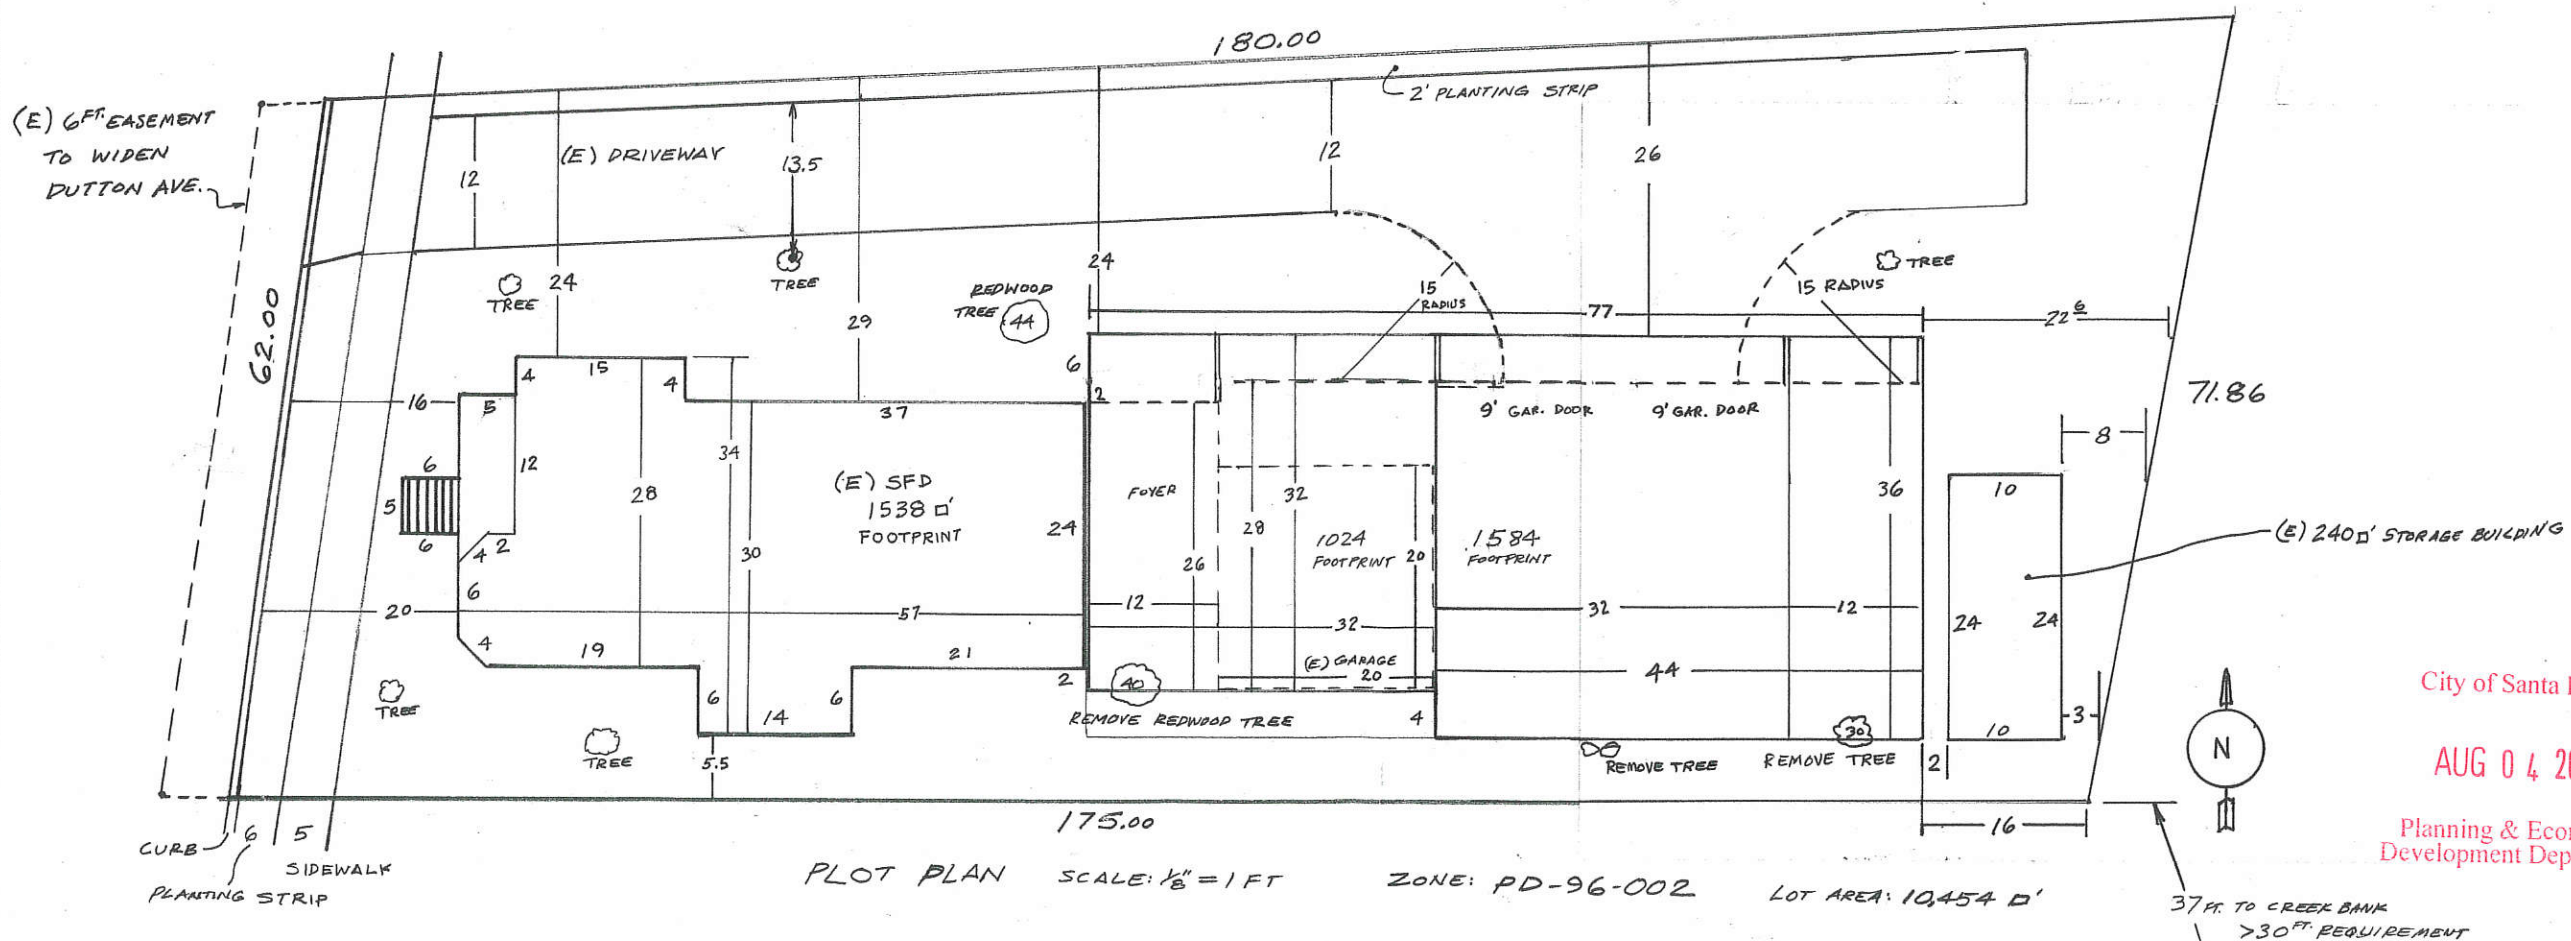 180.00
2' PLANTING STRIP
(E) 6FT. EASEMENT
TO WIDEN
DUTTON AVE.
(E) DRIVEWAY
12
13.5
12
26
24
TREE
TREE
29
REDWOOD
TREE 44
24
15
RADIUS
15 RADIUS
TREE
77
22 6
62.00
71.86
16
5
4
15
4
37
6
2
9' GAR. DOOR
9' GAR. DOOR
8
6
5
6
12
28
34
30
(E) SFD
1538 □'
FOOTPRINT
24
FOYER
26
28
32
1024
FOOTPRINT
20
1584
FOOTPRINT
36
10
(E) 240□' STORAGE BUILDING
4
2
6
20
57
12
32
32
12
24
24
4
19
21
(E) GARAGE
20
44
2
40
6
14
6
REMOVE REDWOOD TREE
4
30
10
3
TREE
TREE
5.5
REMOVE TREE
REMOVE TREE
2
N
City of Santa
AUG 0 4
Planning &
Development
175.00
16
CURB
6
5
SIDEWALK
PLANTING STRIP
PLOT PLAN
SCALE: 1/8" = 1 FT
ZONE: PD-96-002
LOT AREA: 10,454 □'
37 FT. TO CREEK BANK
>30 FT. REQUIREMENT